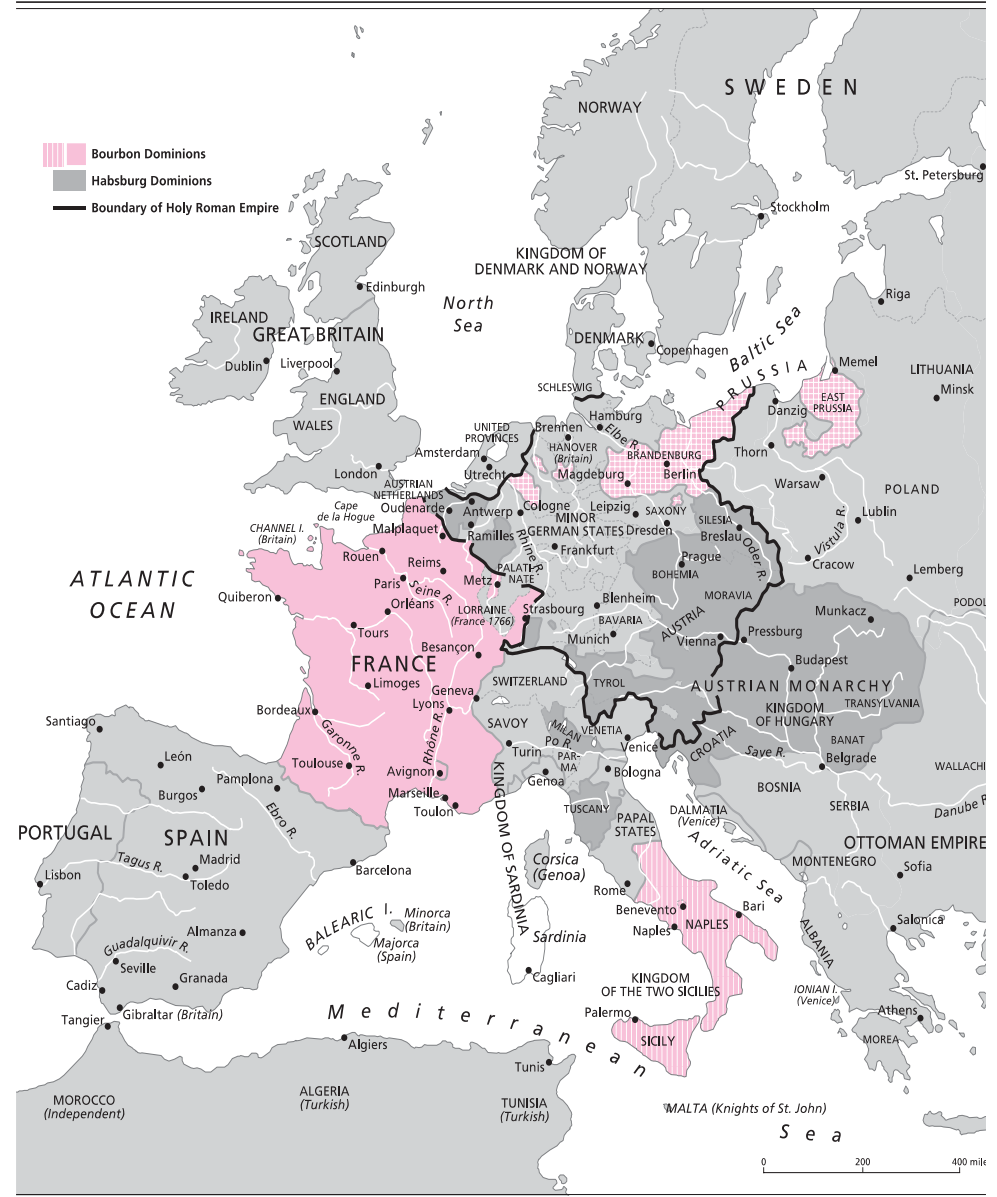 SWEDEN
NORWAY
Bourbon Dominions
Habsburg Dominions
Boundary of Holy Roman Empire
St. Petersburg
Stockholm
SCOTLAND
KINGDOM OF
DENMARK AND NORWAY
Edinburgh
North
Sea
Riga
IRELAND
GREAT BRITAIN
Baltic Sea
DENMARK
Copenhagen
Dublin
Liverpool
PRUSSIA
Memel
LITHUANIA
Minsk
SCHLESWIG
ENGLAND
EAST
PRUSSIA
Danzig
Hamburg
WALES
UNITED
PROVINCES
Brennen
Elbe R.
HANOVER
(Britain)
Amsterdam
BRANDENBURG
Thorn
London
Utrecht
Magdeburg
Berlin
AUSTRIAN
NETHERLANDS
Warsaw
POLAND
Cape
de la Hogue
Oudenarde
Antwerp
Cologne
Leipzig
SAXONY
Lublin
CHANNEL I.
(Britain)
Malplaquet
Ramilles
MINOR
GERMAN STATES
Dresden
SILESIA
Breslau
Vistula R.
Rouen
Rhine R.
Frankfurt
Oder R.
Reims
Prague
Cracow
Paris
Seine R.
Metz
PALATI-
NATE
BOHEMIA
Lemberg
ATLANTIC
OCEAN
Quiberon
Orléans
LORRAINE
(France 1766)
Strasbourg
Blenheim
MORAVIA
Munkacz
PODOL
Tours
BAVARIA
AUSTRIA
Besançon
Munich
Vienna
Pressburg
FRANCE
Budapest
Limoges
Geneva
SWITZERLAND
TYROL
AUSTRIAN MONARCHY
Bordeaux
Lyons
KINGDOM
OF HUNGARY
TRANSYLVANIA
Santiago
SAVOY
MILAN
VENETIA
CROATIA
BANAT
Garonne R.
Rhône R.
Turin
Po R.
Venice
Save R.
León
Toulouse
Avignon
PAR-
MA
Bologna
Belgrade
WALLACHI
Pamplona
Genoa
BOSNIA
Burgos
Marseille
Toulon
TUSCANY
DALMATIA
(Venice)
SERBIA
Danube R
Ebro R.
KINGDOM OF SARDINIA
PAPAL
STATES
PORTUGAL
SPAIN
Adriatic Sea
OTTOMAN EMPIRE
Tagus R.
Madrid
Corsica
(Genoa)
MONTENEGRO
Sofia
Lisbon
Toledo
Barcelona
Rome
BALEARIC I.
Minorca
(Britain)
Benevento
Bari
Almanza
Naples
NAPLES
Salonica
Guadalquivir R.
Majorca
(Spain)
Sardinia
ALBANIA
Seville
Cadiz
Granada
Cagliari
KINGDOM
OF THE TWO SICILIES
IONIAN I.
(Venice)
Gibraltar (Britain)
Mediterranean
Palermo
Athens
Tangier
Algiers
SICILY
MOREA
Tunis
MOROCCO
(Independent)
ALGERIA
(Turkish)
TUNISIA
(Turkish)
MALTA (Knights of St. John)
Sea
0 200 400 mile